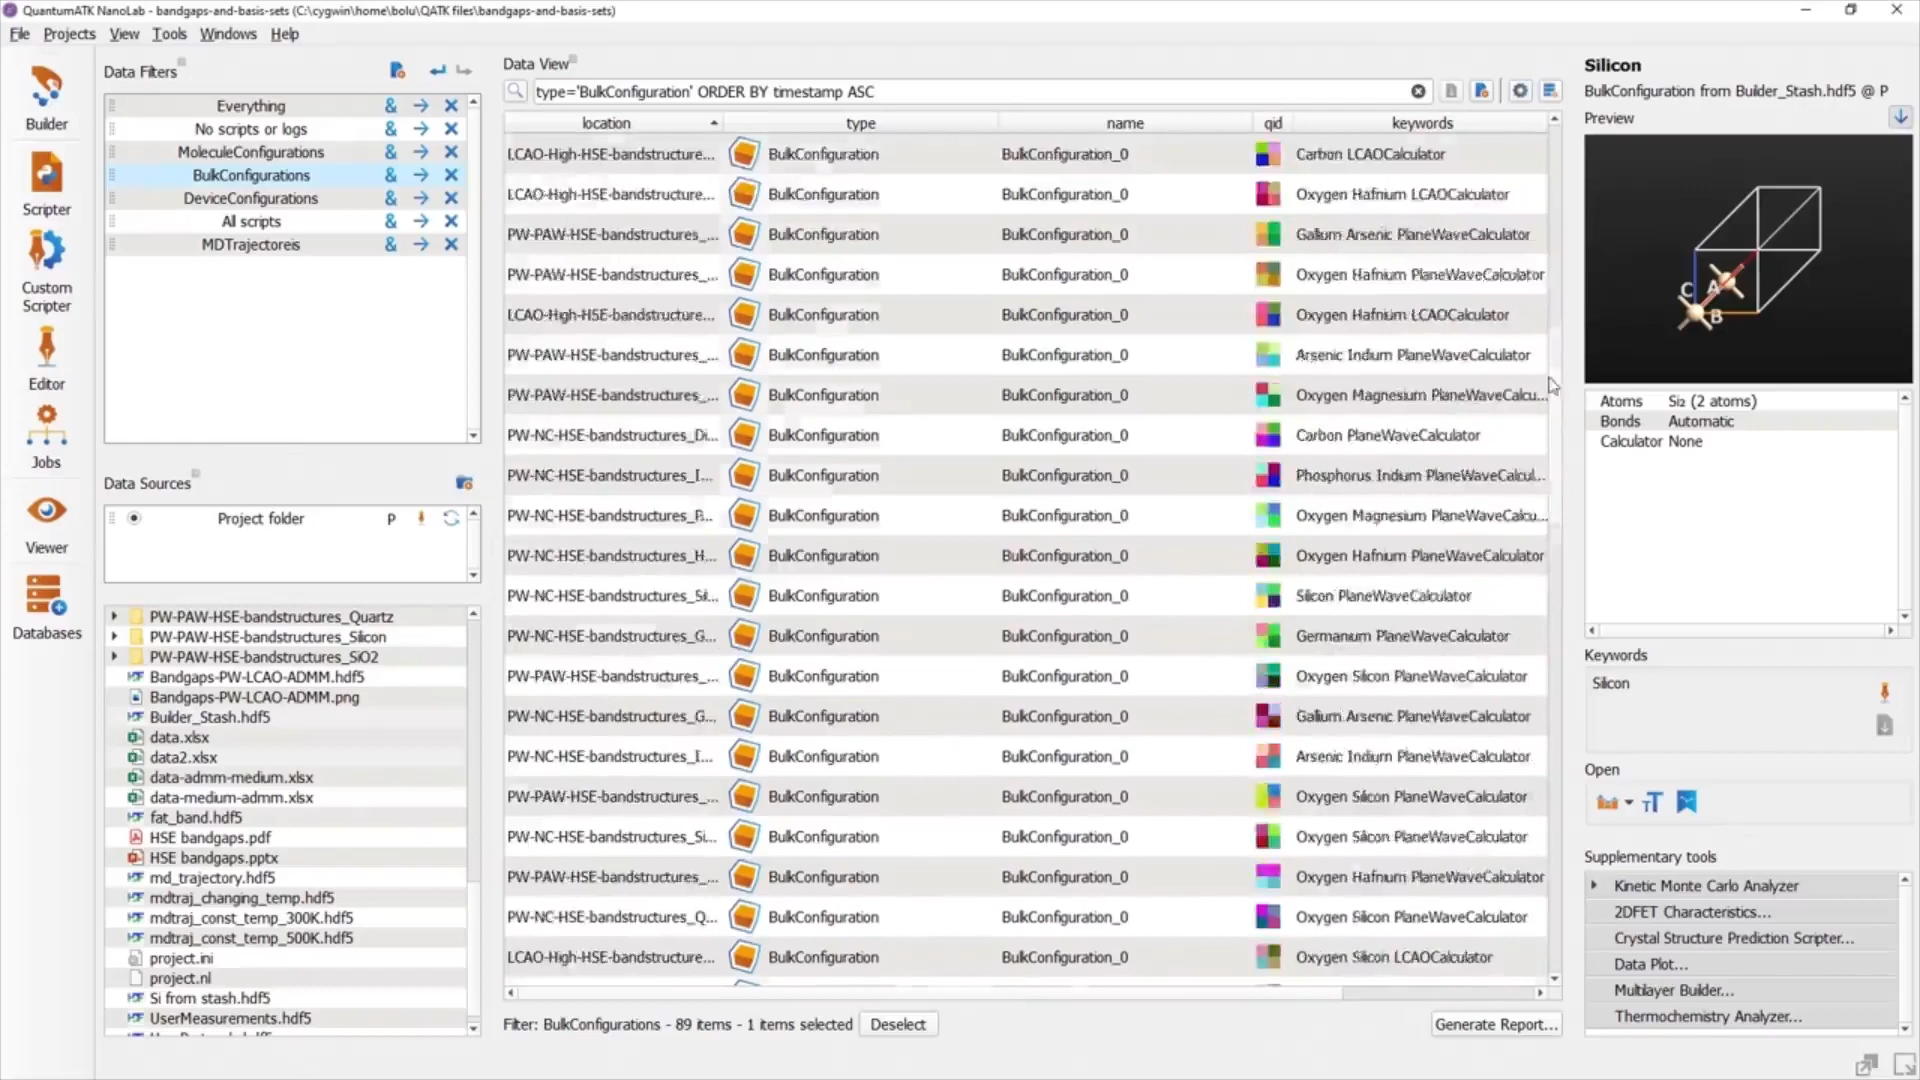 QuantumATK NanoLab - bandgaps-and-basis-sets (C:\cygwin\home\bolu\QATK files\bandgaps-and-basis-sets)
File Projects View Tools Windows Help
Builder
Scripter
Custom
Scripter
Editor
Jobs
Viewer
Databases
Data Filters
Everything &
No scripts or logs &
MoleculeConfigurations &
BulkConfigurations &
DeviceConfigurations &
All scripts &
MDTrajectoreis &
Data Sources
Project folder P
PW-PAW-HSE-bandstructures_Quartz
PW-PAW-HSE-bandstructures_Silicon
PW-PAW-HSE-bandstructures_SiO2
Bandgaps-PW-LCAO-ADMM.hdf5
Bandgaps-PW-LCAO-ADMM.png
Builder_Stash.hdf5
data.xlsx
data2.xlsx
data-admm-medium.xlsx
data-medium-admm.xlsx
fat_band.hdf5
HSE bandgaps.pdf
HSE bandgaps.pptx
md_trajectory.hdf5
mdtraj_changing_temp.hdf5
mdtraj_const_temp_300K.hdf5
mdtraj_const_temp_500K.hdf5
project.ini
project.nl
Si from stash.hdf5
UserMeasurements.hdf5
Data View
type='BulkConfiguration' ORDER BY timestamp ASC
location type name qid keywords
LCAO-High-HSE-bandstructure... BulkConfiguration BulkConfiguration_0 Carbon LCAOCalculator
LCAO-High-HSE-bandstructure... BulkConfiguration BulkConfiguration_0 Oxygen Hafnium LCAOCalculator
PW-PAW-HSE-bandstructures_... BulkConfiguration BulkConfiguration_0 Gallium Arsenic PlaneWaveCalculator
PW-PAW-HSE-bandstructures_... BulkConfiguration BulkConfiguration_0 Oxygen Hafnium PlaneWaveCalculator
LCAO-High-HSE-bandstructure... BulkConfiguration BulkConfiguration_0 Oxygen Hafnium LCAOCalculator
PW-PAW-HSE-bandstructures_... BulkConfiguration BulkConfiguration_0 Arsenic Indium PlaneWaveCalculator
PW-PAW-HSE-bandstructures_... BulkConfiguration BulkConfiguration_0 Oxygen Magnesium PlaneWaveCalcu...
PW-NC-HSE-bandstructures_Di... BulkConfiguration BulkConfiguration_0 Carbon PlaneWaveCalculator
PW-NC-HSE-bandstructures_I... BulkConfiguration BulkConfiguration_0 Phosphorus Indium PlaneWaveCalcul...
PW-NC-HSE-bandstructures_P... BulkConfiguration BulkConfiguration_0 Oxygen Magnesium PlaneWaveCalcu...
PW-NC-HSE-bandstructures_H... BulkConfiguration BulkConfiguration_0 Oxygen Hafnium PlaneWaveCalculator
PW-NC-HSE-bandstructures_Si... BulkConfiguration BulkConfiguration_0 Silicon PlaneWaveCalculator
PW-NC-HSE-bandstructures_G... BulkConfiguration BulkConfiguration_0 Germanium PlaneWaveCalculator
PW-PAW-HSE-bandstructures_... BulkConfiguration BulkConfiguration_0 Oxygen Silicon PlaneWaveCalculator
PW-NC-HSE-bandstructures_G... BulkConfiguration BulkConfiguration_0 Gallium Arsenic PlaneWaveCalculator
PW-NC-HSE-bandstructures_I... BulkConfiguration BulkConfiguration_0 Arsenic Indium PlaneWaveCalculator
PW-PAW-HSE-bandstructures_... BulkConfiguration BulkConfiguration_0 Oxygen Silicon PlaneWaveCalculator
PW-NC-HSE-bandstructures_Si... BulkConfiguration BulkConfiguration_0 Oxygen Silicon PlaneWaveCalculator
PW-PAW-HSE-bandstructures_... BulkConfiguration BulkConfiguration_0 Oxygen Hafnium PlaneWaveCalculator
PW-NC-HSE-bandstructures_Q... BulkConfiguration BulkConfiguration_0 Oxygen Silicon PlaneWaveCalculator
LCAO-High-HSE-bandstructure... BulkConfiguration BulkConfiguration_0 Oxygen Silicon LCAOCalculator
Filter: BulkConfigurations - 89 items - 1 items selected Deselect Generate Report...
Silicon
BulkConfiguration from Builder_Stash.hdf5 @ P
Preview
C A
B
Atoms Si₂ (2 atoms)
Bonds Automatic
Calculator None
Keywords
Silicon
Open
Supplementary tools
Kinetic Monte Carlo Analyzer
2DFET Characteristics...
Crystal Structure Prediction Scripter...
Data Plot...
Multilayer Builder...
Thermochemistry Analyzer...